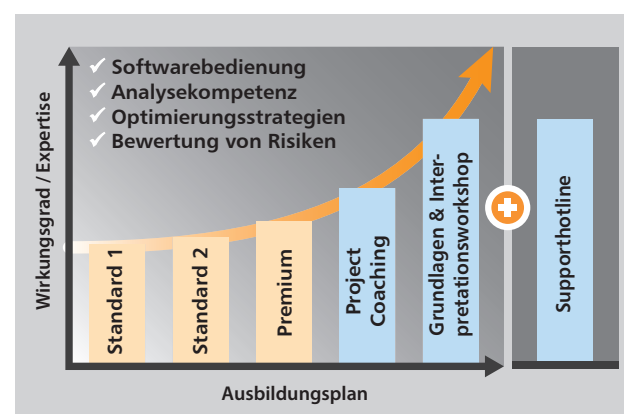 Softwarebedienung
Analysekompetenz
Optimierungsstrategien
Bewertung von Risiken
Wirkungsgrad / Expertise
Standard 1
Standard 2
Premium
Project
Coaching
Grundlagen & Inter-
pretationsworkshop
Supporthotline
Ausbildungsplan